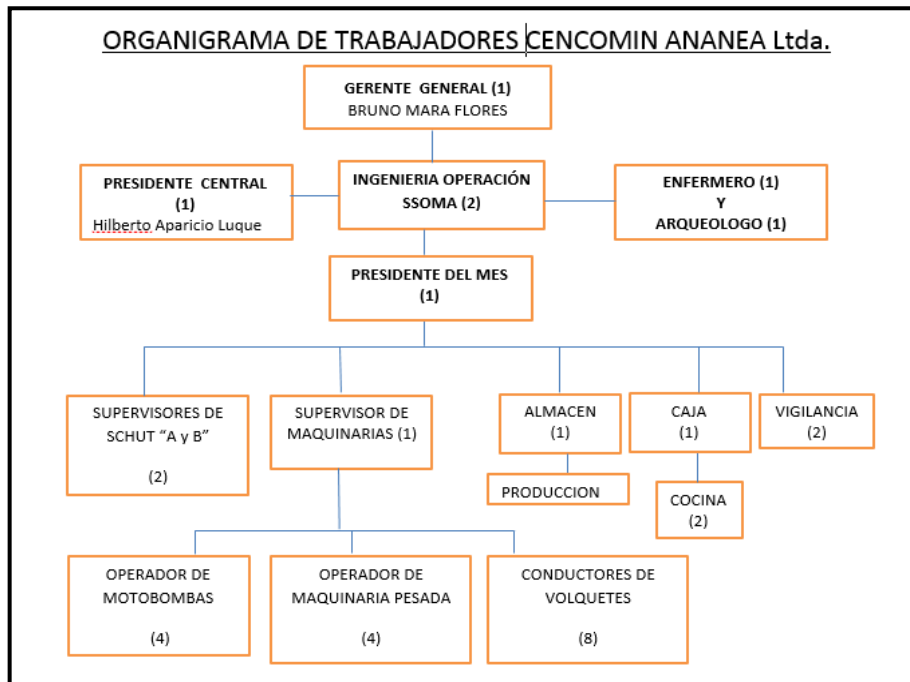 ORGANIGRAMA DE TRABAJADORES CENCOMIN ANANEA Ltda.
GERENTE GENERAL (1)
BRUNO MARA FLORES
PRESIDENTE CENTRAL
(1)
Hilberto Aparicio Luque
INGENIERIA OPERACIÓN
SSOMA (2)
ENFERMERO (1)
Y
ARQUEOLOGO (1)
PRESIDENTE DEL MES
(1)
SUPERVISORES DE
SCHUT "A y B"
(2)
SUPERVISOR DE
MAQUINARIAS (1)
ALMACEN
(1)
CAJA
(1)
VIGILANCIA
(2)
PRODUCCION
COCINA
(2)
OPERADOR DE
MOTOBOMBAS
(4)
OPERADOR DE
MAQUINARIA PESADA
(4)
CONDUCTORES DE
VOLQUETES
(8)